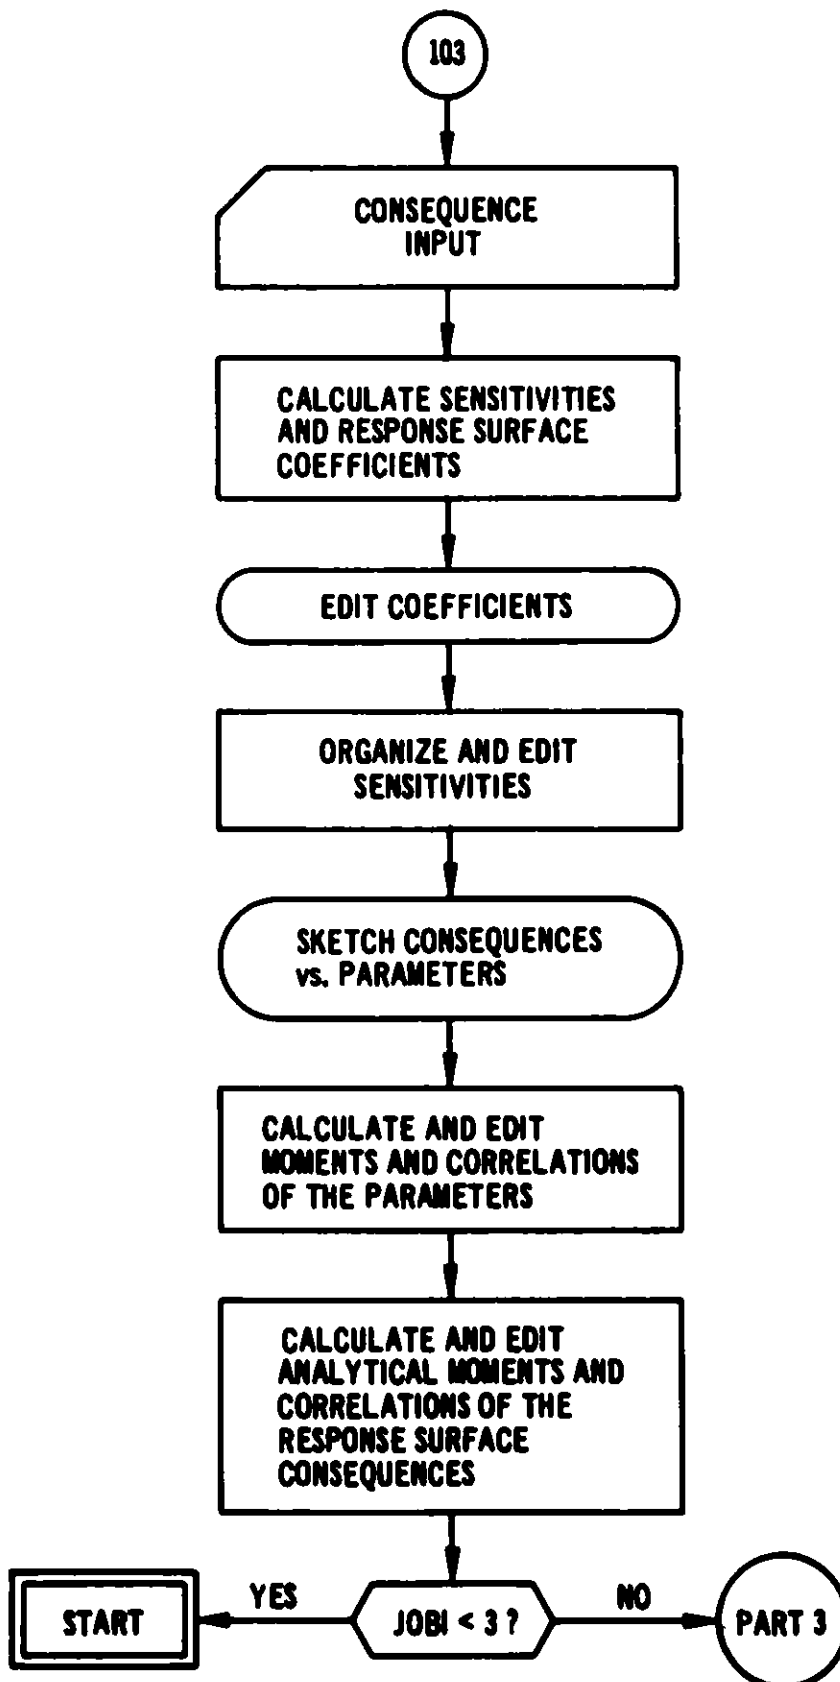 103
CONSEQUENCE
INPUT
CALCULATE SENSITIVITIES
AND RESPONSE SURFACE
COEFFICIENTS
EDIT COEFFICIENTS
ORGANIZE AND EDIT
SENSITIVITIES
SKETCH CONSEQUENCES
vs. PARAMETERS
CALCULATE AND EDIT
MOMENTS AND CORRELATIONS
OF THE PARAMETERS
CALCULATE AND EDIT
ANALYTICAL MOMENTS AND
CORRELATIONS OF THE
RESPONSE SURFACE
CONSEQUENCES
START
YES
JOBI < 3 ?
NO
PART 3